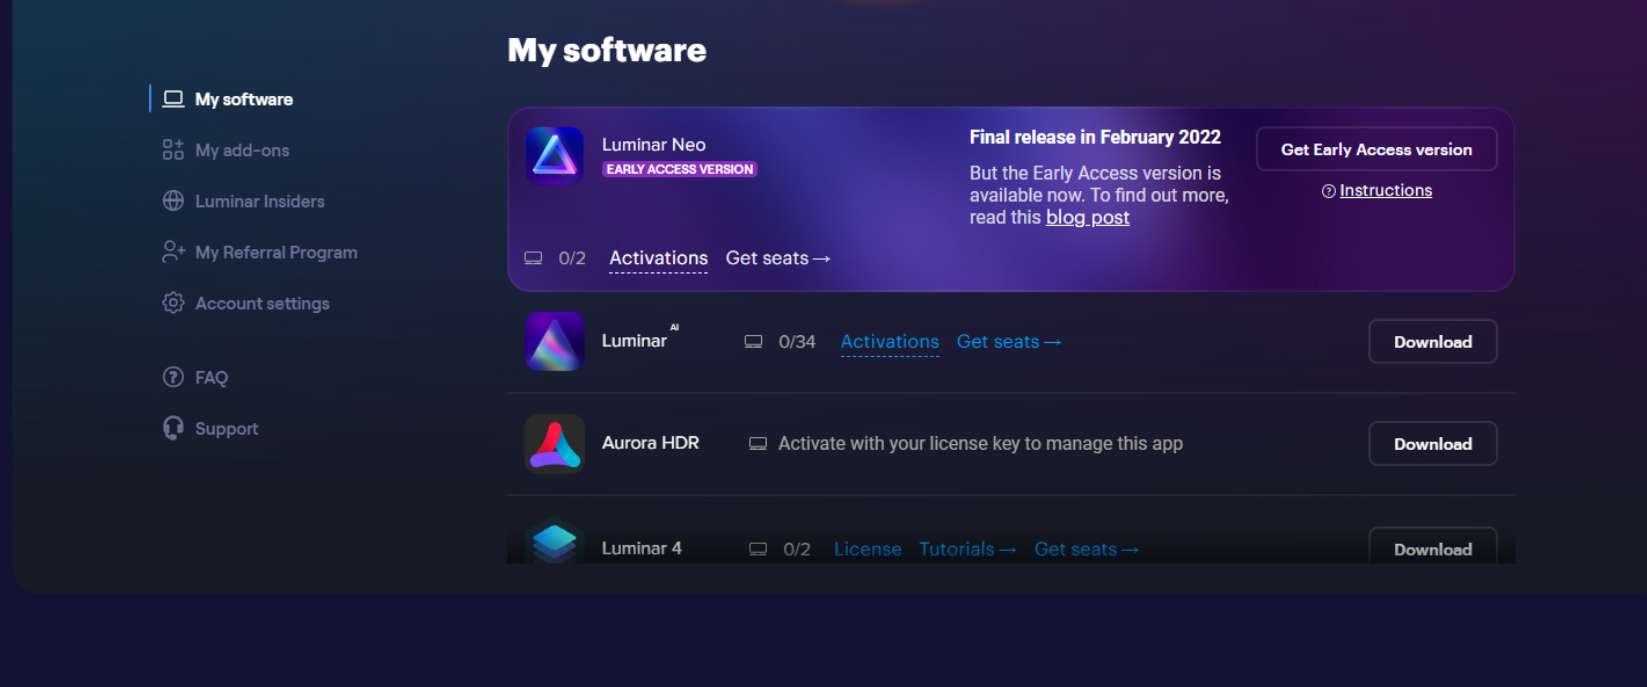 My software
My software
My add-ons
Luminar Insiders
My Referral Program
Account settings
FAQ
Support
Luminar Neo
EARLY ACCESS VERSION
Final release in February 2022
But the Early Access version is
available now. To find out more,
read this blog post
Get Early Access version
Instructions
0/2 Activations Get seats→
Luminar AI 0/34 Activations Get seats→ Download
Aurora HDR Activate with your license key to manage this app Download
Luminar 4 0/2 License Tutorials→ Get seats→ Download